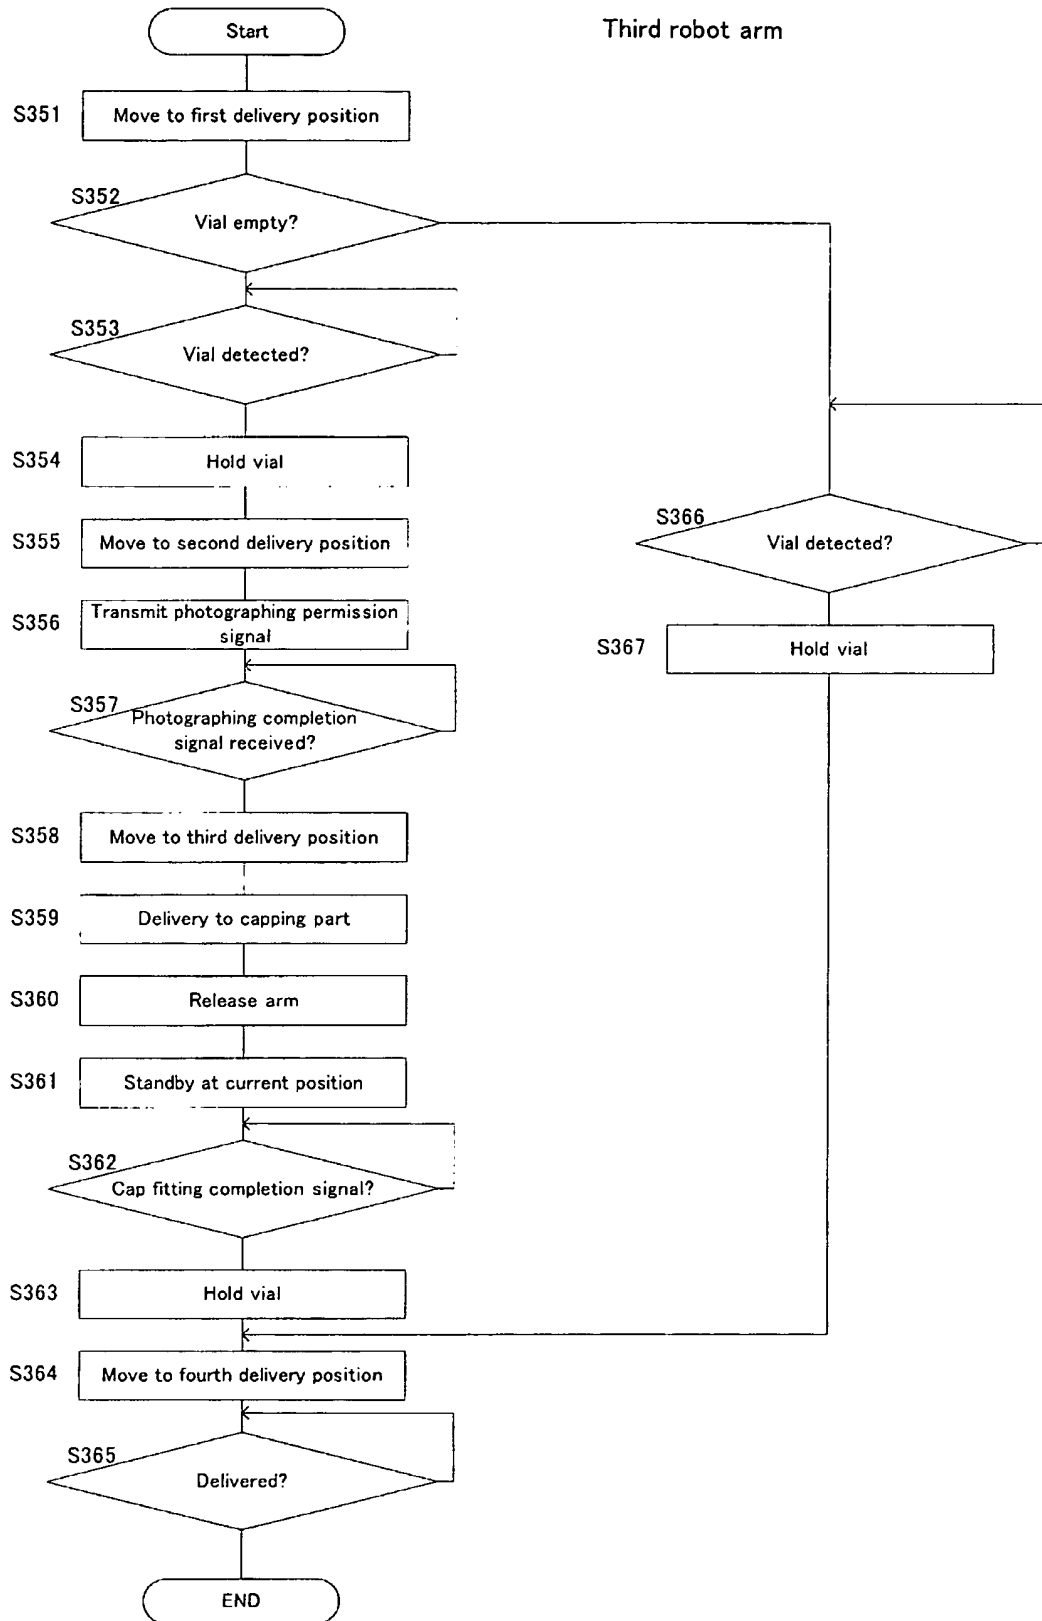 Start
Third robot arm
S351
Move to first delivery position
S352
Vial empty?
S353
Vial detected?
S354
Hold vial
S355
Move to second delivery position
S356
Transmit photographing permission
signal
S357
Photographing completion
signal received?
S358
Move to third delivery position
S359
Delivery to capping part
S360
Release arm
S361
Standby at current position
S362
Cap fitting completion signal?
S363
Hold vial
S364
Move to fourth delivery position
S365
Delivered?
END
S366
Vial detected?
S367
Hold vial